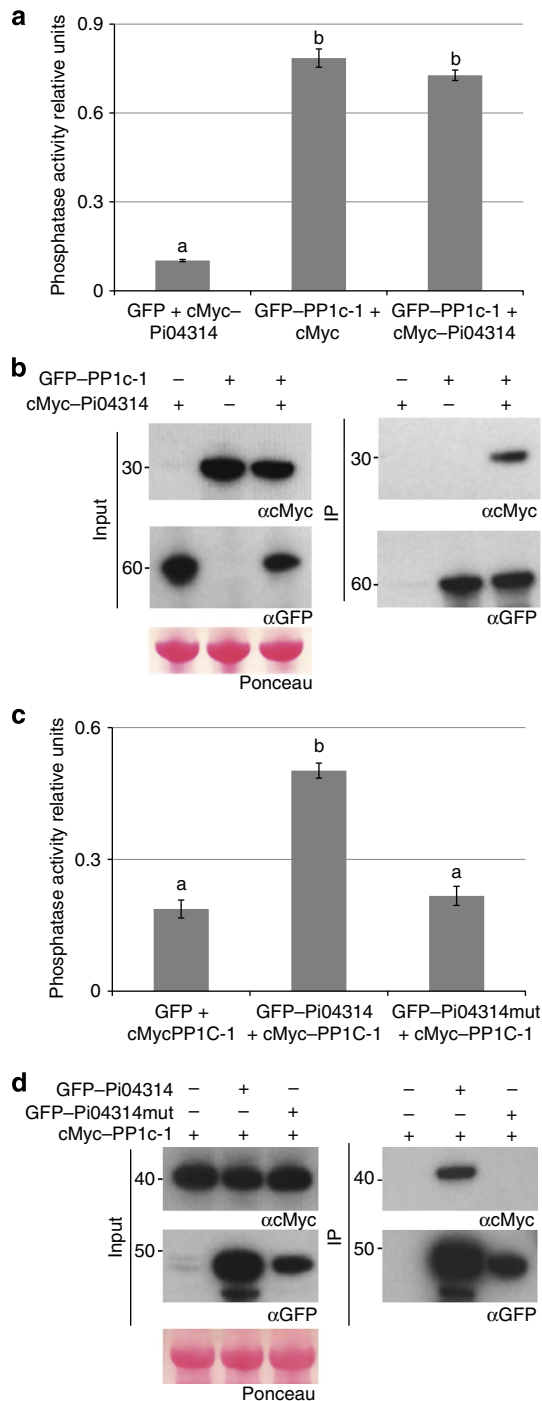 a
Phosphatase activity relative units
0.9
0.6
0.3
0
a
b
b
GFP + cMyc–
Pi04314
GFP–PP1c-1 +
cMyc
GFP–PP1c-1 +
cMyc–Pi04314
b
GFP–PP1c-1 – + + – + +
cMyc–Pi04314 + – + + – +
Input
30-
αcMyc
60-
αGFP
Ponceau
IP
30-
αcMyc
60-
αGFP
c
Phosphatase activity relative units
0.6
0.3
0
a
b
a
GFP +
cMycPP1C-1
GFP–Pi04314
+ cMyc–PP1C-1
GFP–Pi04314mut
+ cMyc–PP1C-1
d
GFP–Pi04314 – + – – + –
GFP–Pi04314mut – – + – – +
cMyc–PP1c-1 + + + + + +
Input
40-
αcMyc
50-
αGFP
Ponceau
IP
40-
αcMyc
50-
αGFP